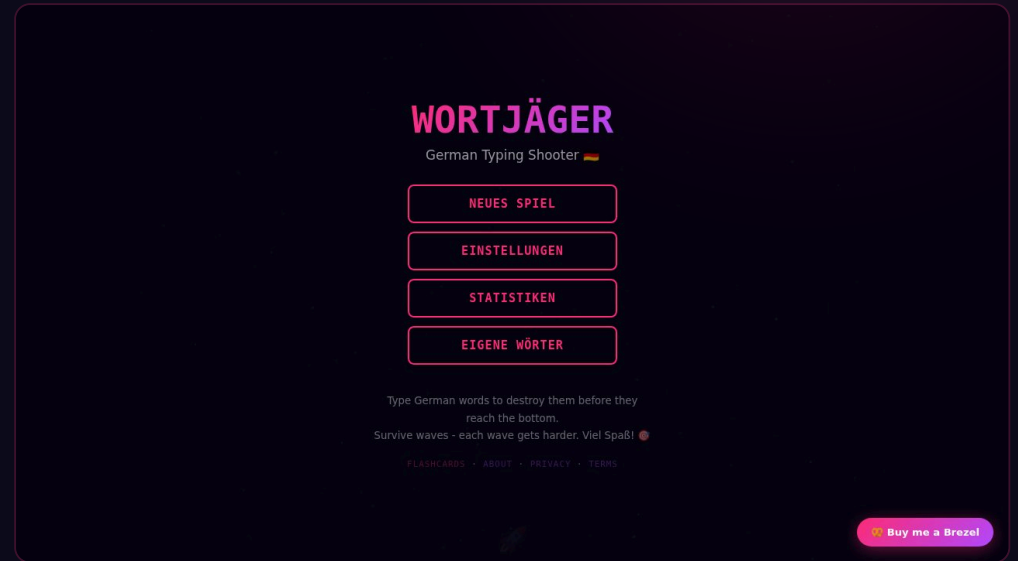 WORTJÄGER
German Typing Shooter
NEUES SPIEL
EINSTELLUNGEN
STATISTIKEN
EIGENE WÖRTER
Type German words to destroy them before they
reach the bottom.
Survive waves - each wave gets harder. Viel Spaß!
FLASHCARDS • ABOUT • PRIVACY • TERMS
Buy me a Brezel